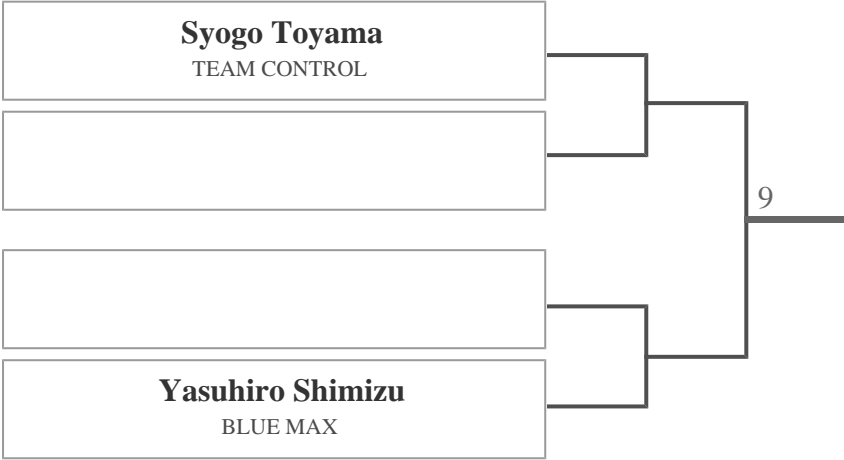 Syogo Toyama
TEAM CONTROL
9
Yasuhiro Shimizu
BLUE MAX